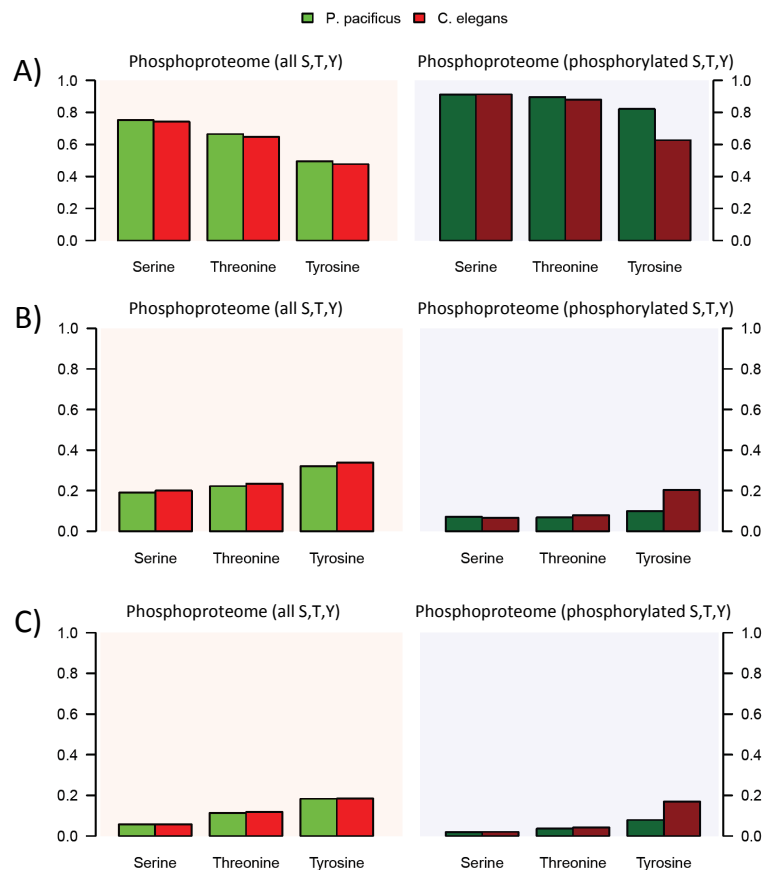 P. pacificus C. elegans
Phosphoproteome (all S,T,Y) Phosphoproteome (phosphorylated S,T,Y)
A)
1.0 1.0
0.8 0.8
0.6 0.6
0.4 0.4
0.2 0.2
0.0 0.0
Serine Threonine Tyrosine Serine Threonine Tyrosine
Phosphoproteome (all S,T,Y) Phosphoproteome (phosphorylated S,T,Y)
B)
1.0 1.0
0.8 0.8
0.6 0.6
0.4 0.4
0.2 0.2
0.0 0.0
Serine Threonine Tyrosine Serine Threonine Tyrosine
Phosphoproteome (all S,T,Y) Phosphoproteome (phosphorylated S,T,Y)
C)
1.0 1.0
0.8 0.8
0.6 0.6
0.4 0.4
0.2 0.2
0.0 0.0
Serine Threonine Tyrosine Serine Threonine Tyrosine